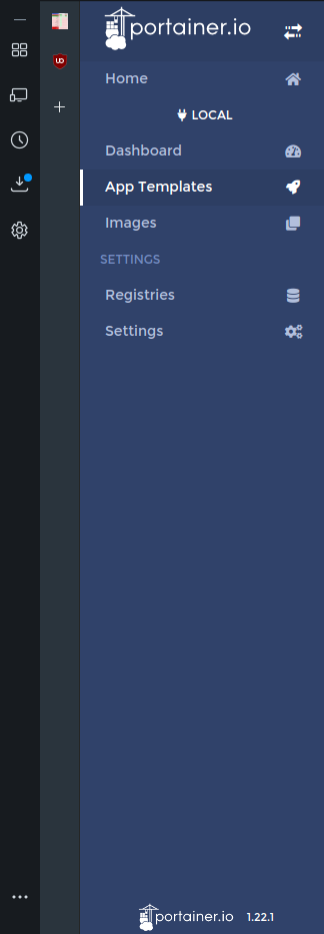 portainer.io
Home
LOCAL
Dashboard
App Templates
Images
SETTINGS
Registries
Settings
portainer.io 1.22.1